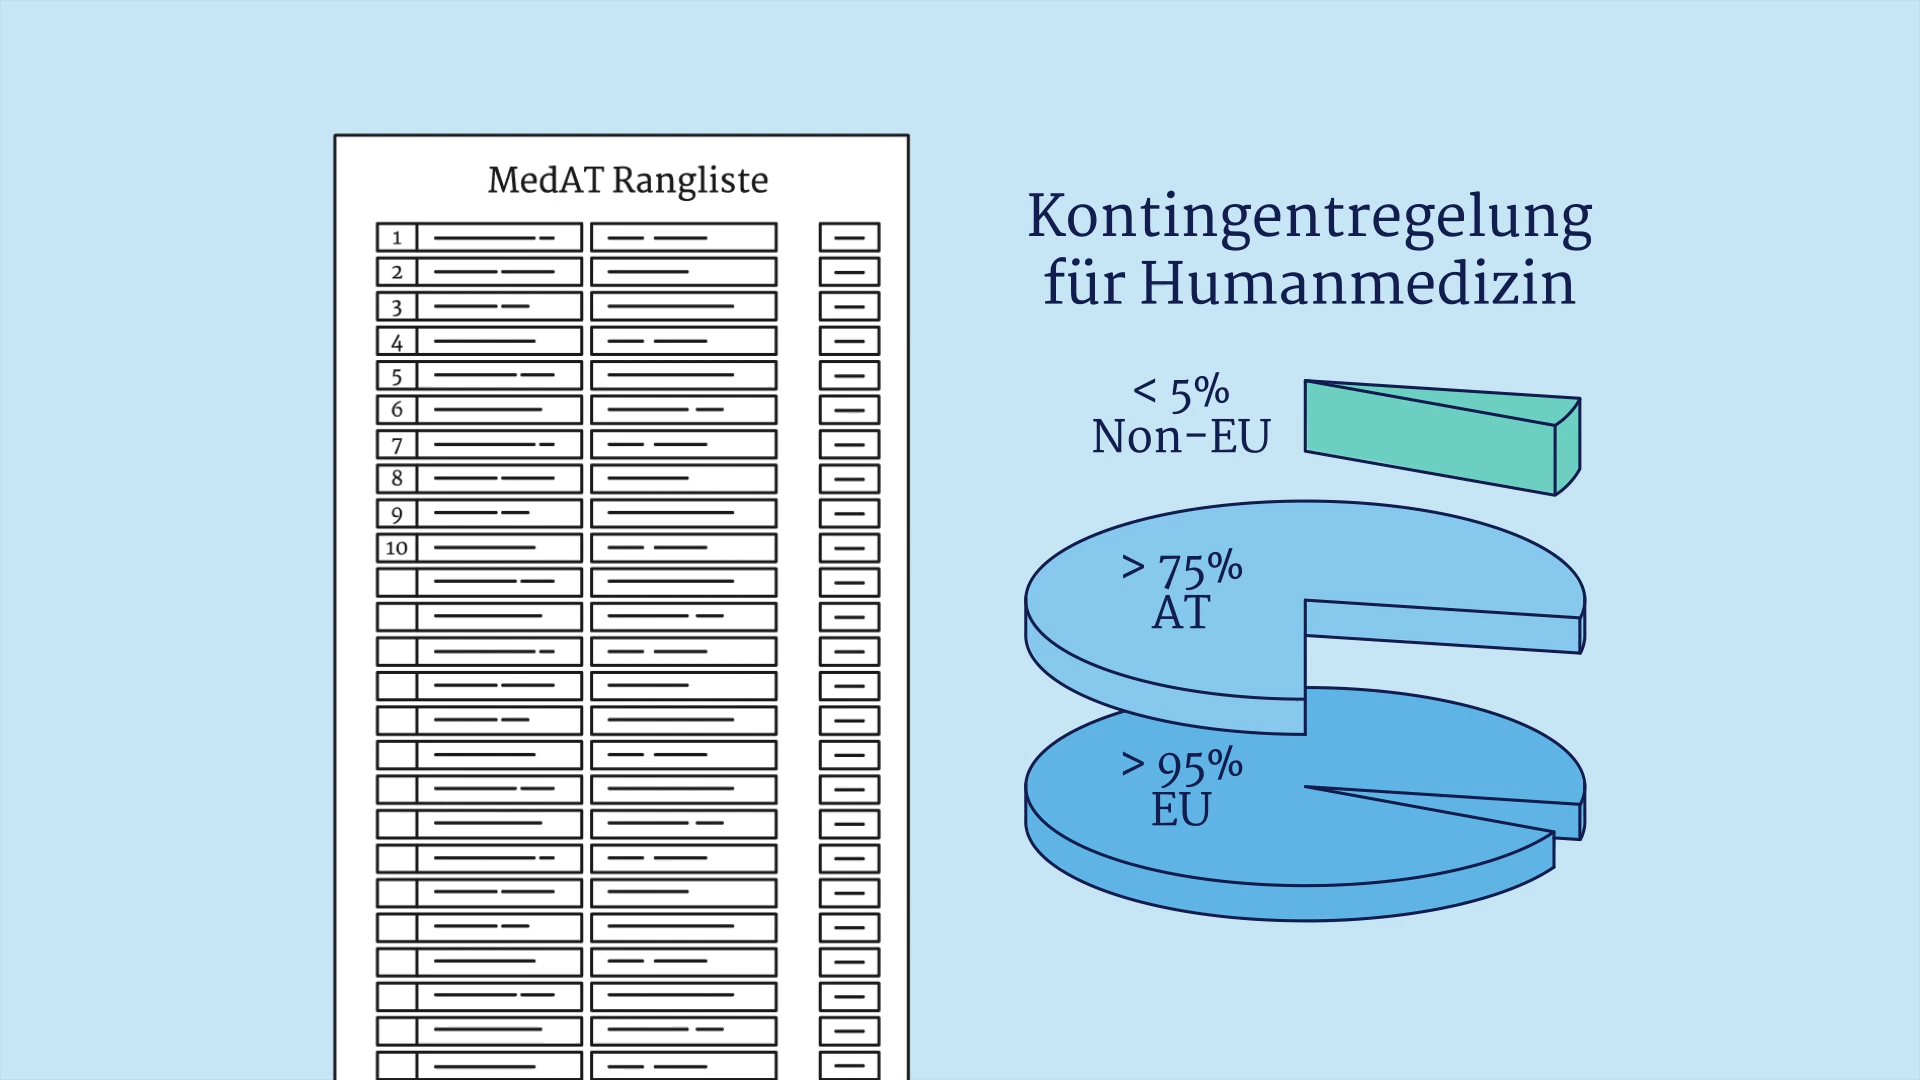 MedAT Rangliste
1
2
3
4
5
6
7
8
9
10
Kontingentregelung
für Humanmedizin
< 5%
Non-EU
> 75%
AT
> 95%
EU